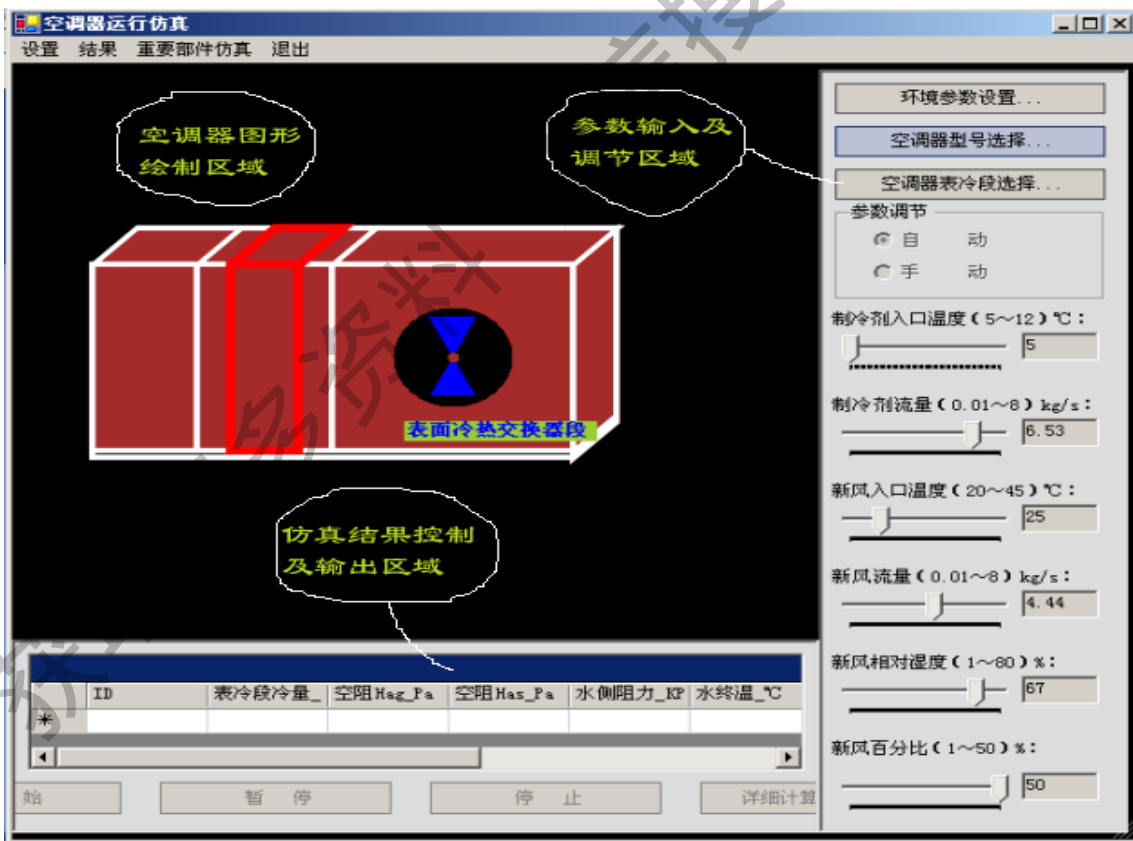 空调器运行仿真
设置 结果 重要部件仿真 退出
空调器图形
绘制区域
参数输入及
调节区域
表面冷热交换器段
仿真结果控制
及输出区域
ID 表冷段冷量_ 空阻Hag_Pa 空阻Has_Pa 水侧阻力_KP 水终温_℃
*
始 暂 停 停 止 详细计算
环境参数设置...
空调器型号选择...
空调器表冷段选择...
参数调节
自 动
手 动
制冷剂入口温度(5～12)℃:
5
制冷剂流量(0.01～8)kg/s:
6.53
新风入口温度(20～45)℃:
25
新风流量(0.01～8)kg/s:
4.44
新风相对湿度(1～80)%:
67
新风百分比(1～50)%:
50
多资料